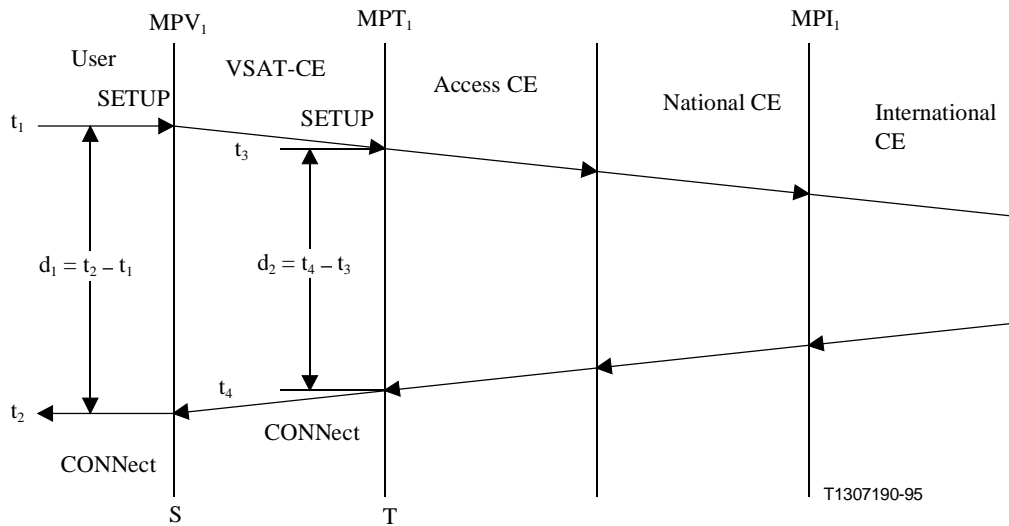 MPV₁ MPT₁ MPI₁
User
VSAT-CE
Access CE
National CE
International
CE
SETUP
SETUP
t₁
t₃
d₁ = t₂ – t₁
d₂ = t₄ – t₃
t₄
t₂
CONNect
CONNect
T1307190-95
S T